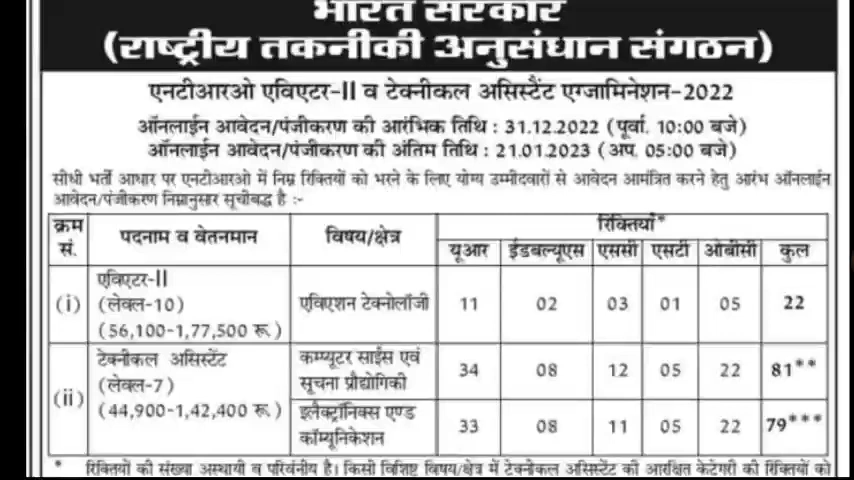 भारत सरकार
(राष्ट्रीय तकनीकी अनुसंधान संगठन)
एनटीआरओ एविएटर-II व टेक्नीकल असिस्टैंट एग्जामिनेशन-2022
ऑनलाईन आवेदन/पंजीकरण की आरंभिक तिथि : 31.12.2022 (पूर्वा. 10:00 बजे)
ऑनलाईन आवेदन/पंजीकरण की अंतिम तिथि : 21.01.2023 (अप. 05:00 बजे)
सीधी भर्ती आधार पर एनटीआरओ में निम्न रिक्तियों को भरने के लिए योग्य उम्मीदवारों से आवेदन आमंत्रित करने हेतु आरंभ ऑनलाईन
आवेदन/पंजीकरण निम्नानुसार सूचीबद्ध है :-
क्रम सं. पदनाम व वेतनमान विषय/क्षेत्र रिक्तियाँ*
यूआर ईडबल्यूएस एससी एसटी ओबीसी कुल
(i) एविएटर-II
(लेवल-10)
(56,100-1,77,500 रू.)
एविएशन टेक्नोलॉजी 11 02 03 01 05 22
(ii) टेक्नीकल असिस्टेंट
(लेवल-7)
(44,900-1,42,400 रू.)
कम्प्यूटर साईंस एवं
सूचना प्रौद्योगिकी 34 08 12 05 22 81**
इलैक्ट्रॉनिक्स एण्ड
कॉम्यूनिकेशन 33 08 11 05 22 79***
* रिक्तियों की संख्या अस्थायी व परिवर्नीय है। किसी विशिष्ट विषय/क्षेत्र में टेक्नीकल असिस्टेंट की आरक्षित केटेगरी की रिक्तियों को